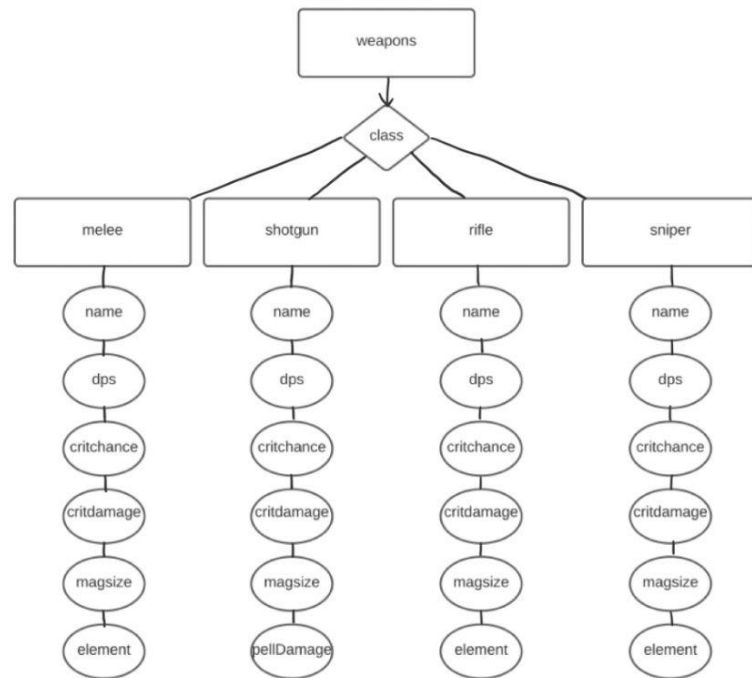 weapons
class
melee shotgun rifle sniper
name name name name
dps dps dps dps
critchance critchance critchance critchance
critdamage critdamage critdamage critdamage
magsize magsize magsize magsize
element pellDamage element element